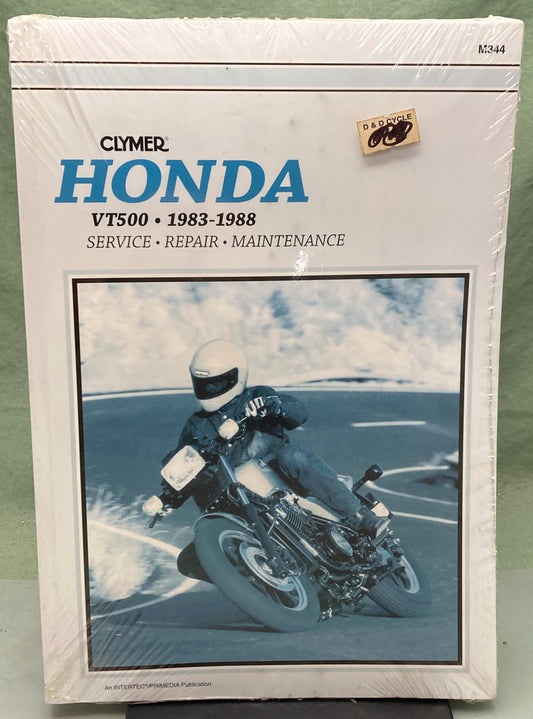 M344
D & D CYCLE
CLYMER®
HONDA
VT500 • 1983-1988
SERVICE • REPAIR • MAINTENANCE
An INTERTEC®/PRIMEDIA Publication